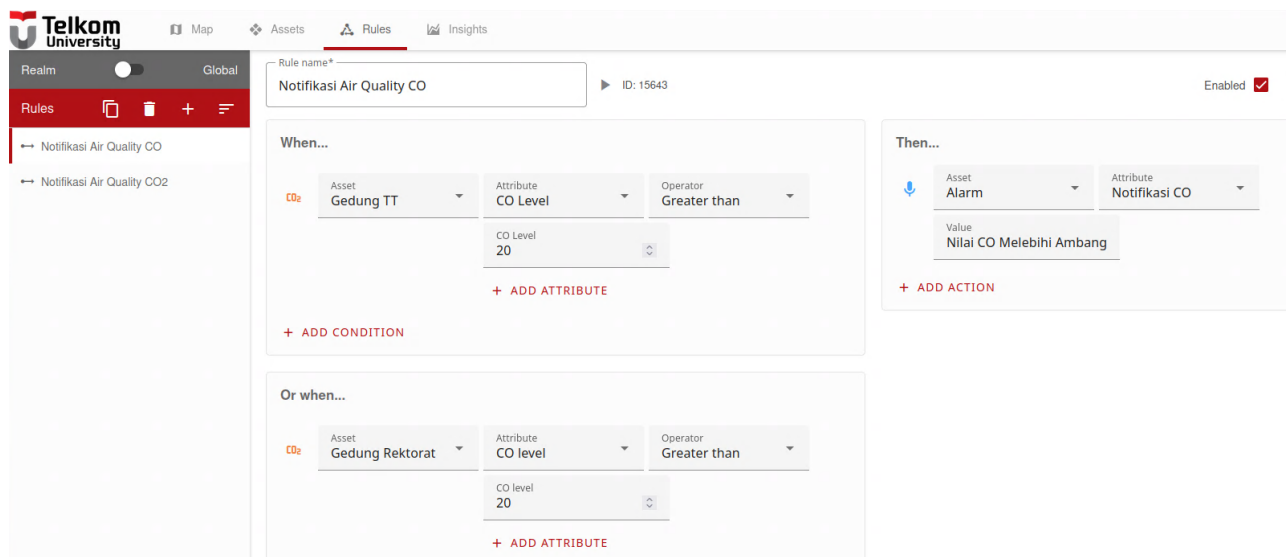 Telkom University
Map Assets Rules Insights
Realm Global
Rules
Notifikasi Air Quality CO
Notifikasi Air Quality CO2
Rule name*
Notifikasi Air Quality CO
ID: 15643
Enabled
When...
CO2
Asset
Gedung TT
Attribute
CO Level
Operator
Greater than
CO Level
20
+ ADD ATTRIBUTE
+ ADD CONDITION
Or when...
CO2
Asset
Gedung Rektorat
Attribute
CO level
Operator
Greater than
CO level
20
+ ADD ATTRIBUTE
Then...
Asset
Alarm
Attribute
Notifikasi CO
Value
Nilai CO Melebihi Ambang
+ ADD ACTION